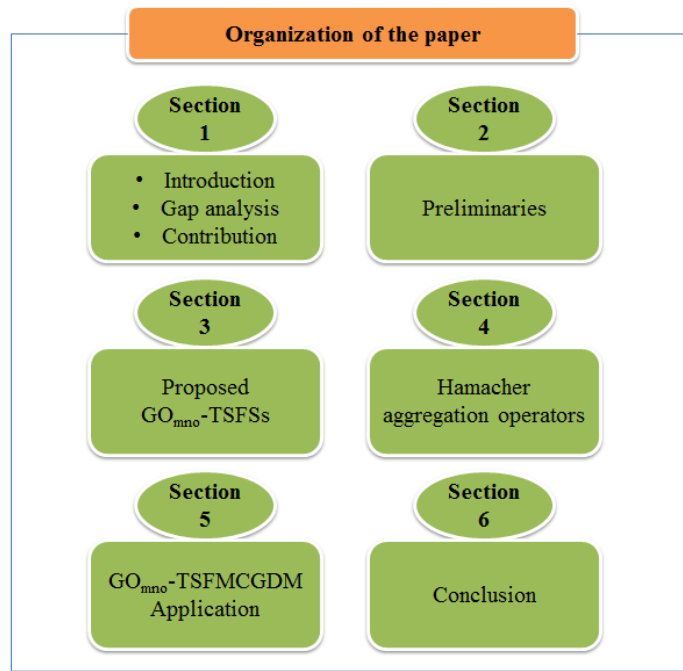 Organization of the paper
Section
1
• Introduction
• Gap analysis
• Contribution
Section
2
Preliminaries
Section
3
Proposed
GOmno-TSFSs
Section
4
Hamacher
aggregation operators
Section
5
GOmno-TSFMCGDM
Application
Section
6
Conclusion